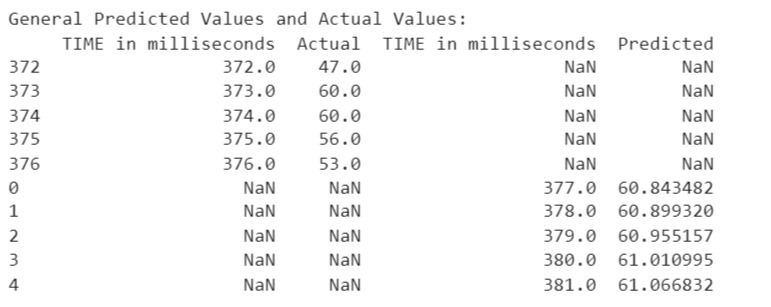 General Predicted Values and Actual Values:
TIME in milliseconds Actual TIME in milliseconds Predicted
372 372.0 47.0 NaN NaN
373 373.0 60.0 NaN NaN
374 374.0 60.0 NaN NaN
375 375.0 56.0 NaN NaN
376 376.0 53.0 NaN NaN
0 NaN NaN 377.0 60.843482
1 NaN NaN 378.0 60.899320
2 NaN NaN 379.0 60.955157
3 NaN NaN 380.0 61.010995
4 NaN NaN 381.0 61.066832